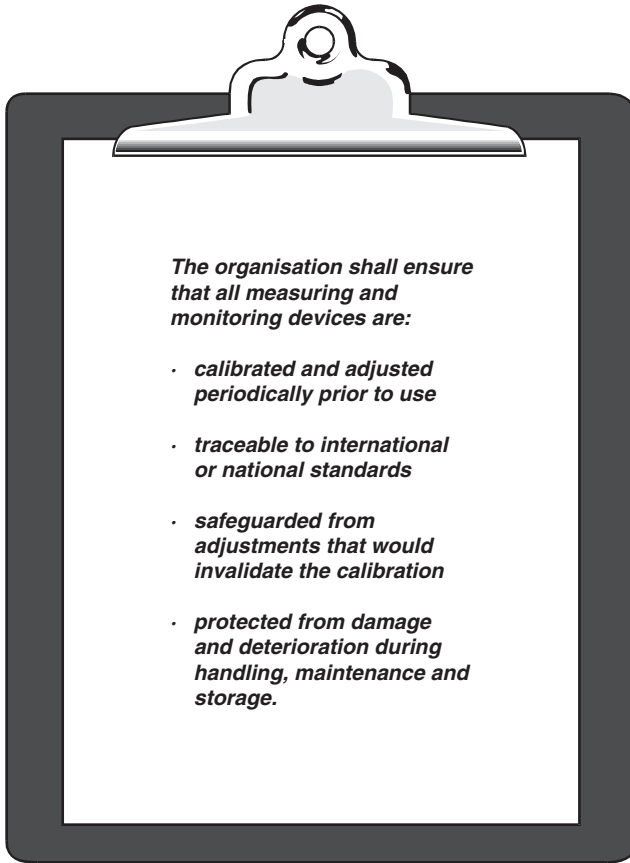 The organisation shall ensure
that all measuring and
monitoring devices are:
· calibrated and adjusted
periodically prior to use
· traceable to international
or national standards
· safeguarded from
adjustments that would
invalidate the calibration
· protected from damage
and deterioration during
handling, maintenance and
storage.